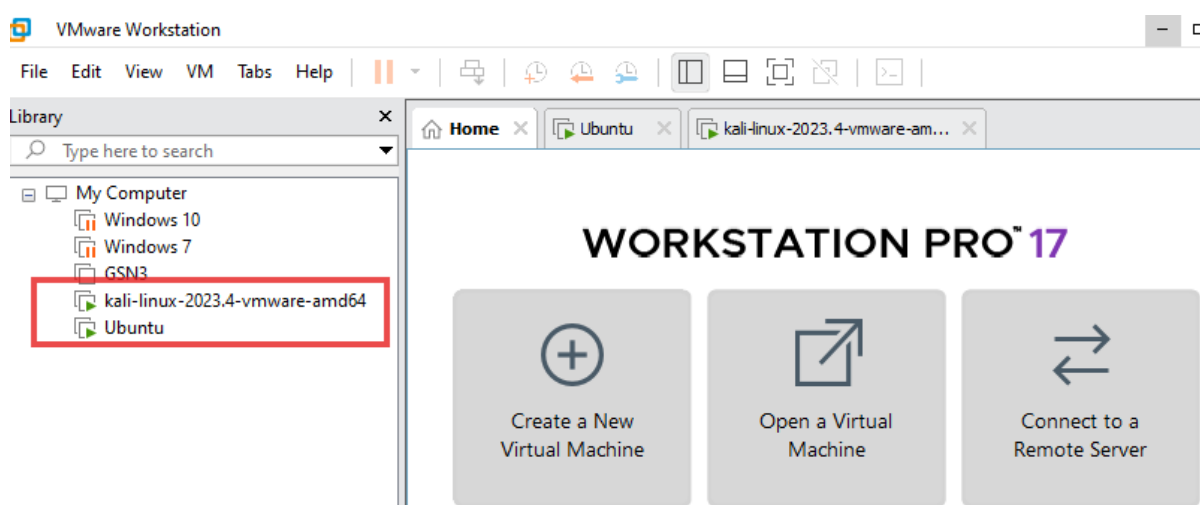 VMware Workstation
File Edit View VM Tabs Help
Library
Home Ubuntu kali-linux-2023.4-vmware-am...
Type here to search
My Computer
Windows 10
Windows 7
GSN3
kali-linux-2023.4-vmware-amd64
Ubuntu
WORKSTATION PRO™ 17
Create a New
Virtual Machine
Open a Virtual
Machine
Connect to a
Remote Server